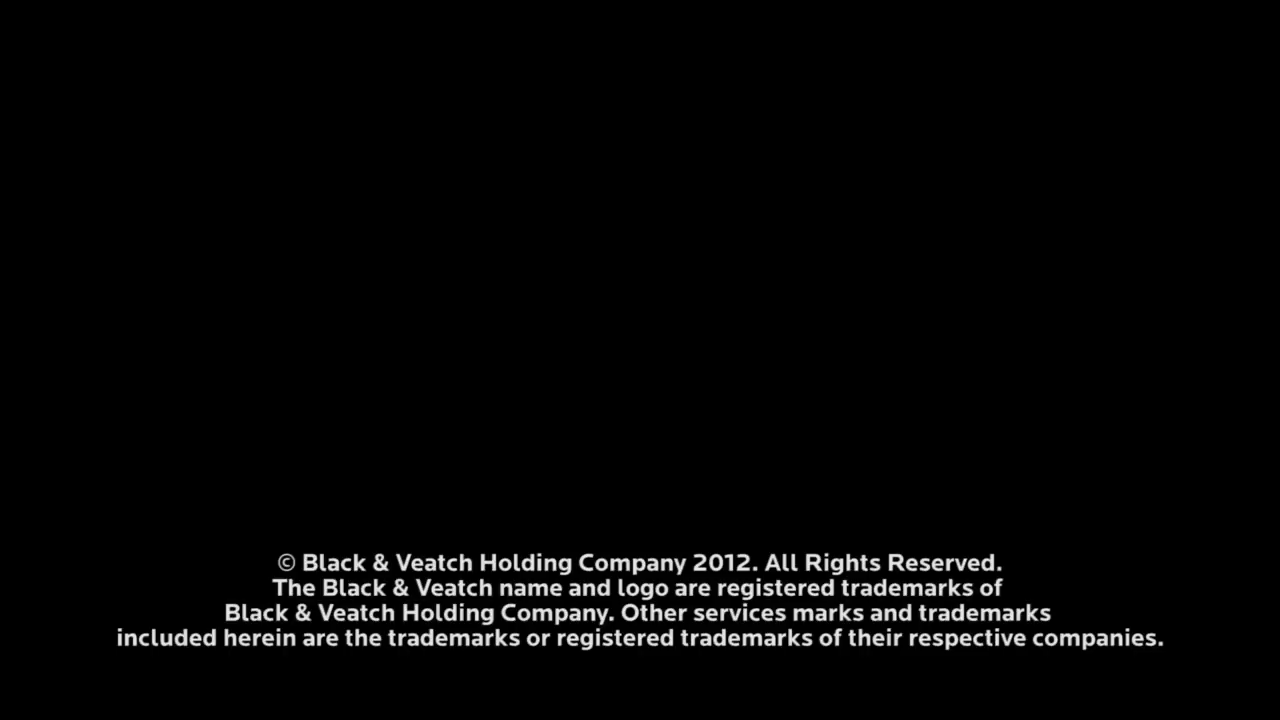 © Black & Veatch Holding Company 2012. All Rights Reserved.
The Black & Veatch name and logo are registered trademarks of
Black & Veatch Holding Company. Other services marks and trademarks
included herein are the trademarks or registered trademarks of their respective companies.